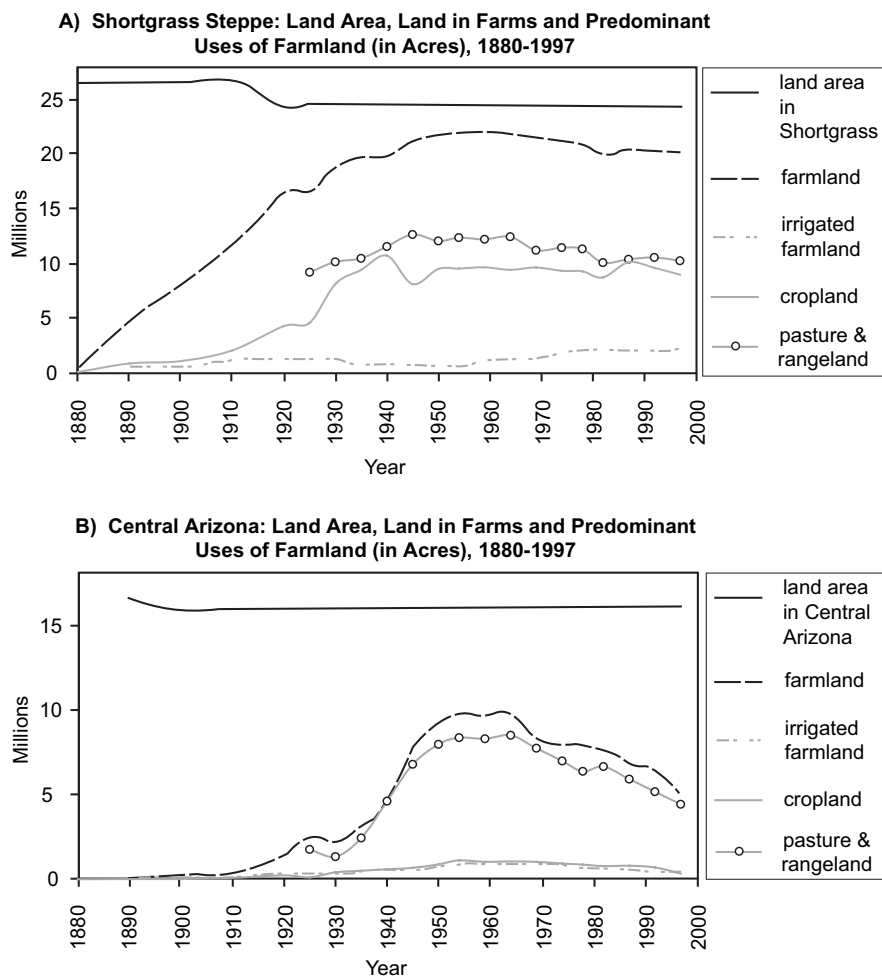 A) Shortgrass Steppe: Land Area, Land in Farms and Predominant
Uses of Farmland (in Acres), 1880-1997
25
20
15
10
5
0
Millions
1880
1890
1900
1910
1920
1930
1940
1950
1960
1970
1980
1990
2000
Year
land area
in
Shortgrass
farmland
irrigated
farmland
cropland
pasture &
rangeland
B) Central Arizona: Land Area, Land in Farms and Predominant
Uses of Farmland (in Acres), 1880-1997
15
10
5
0
Millions
1880
1890
1900
1910
1920
1930
1940
1950
1960
1970
1980
1990
2000
Year
land area
in Central
Arizona
farmland
irrigated
farmland
cropland
pasture &
rangeland